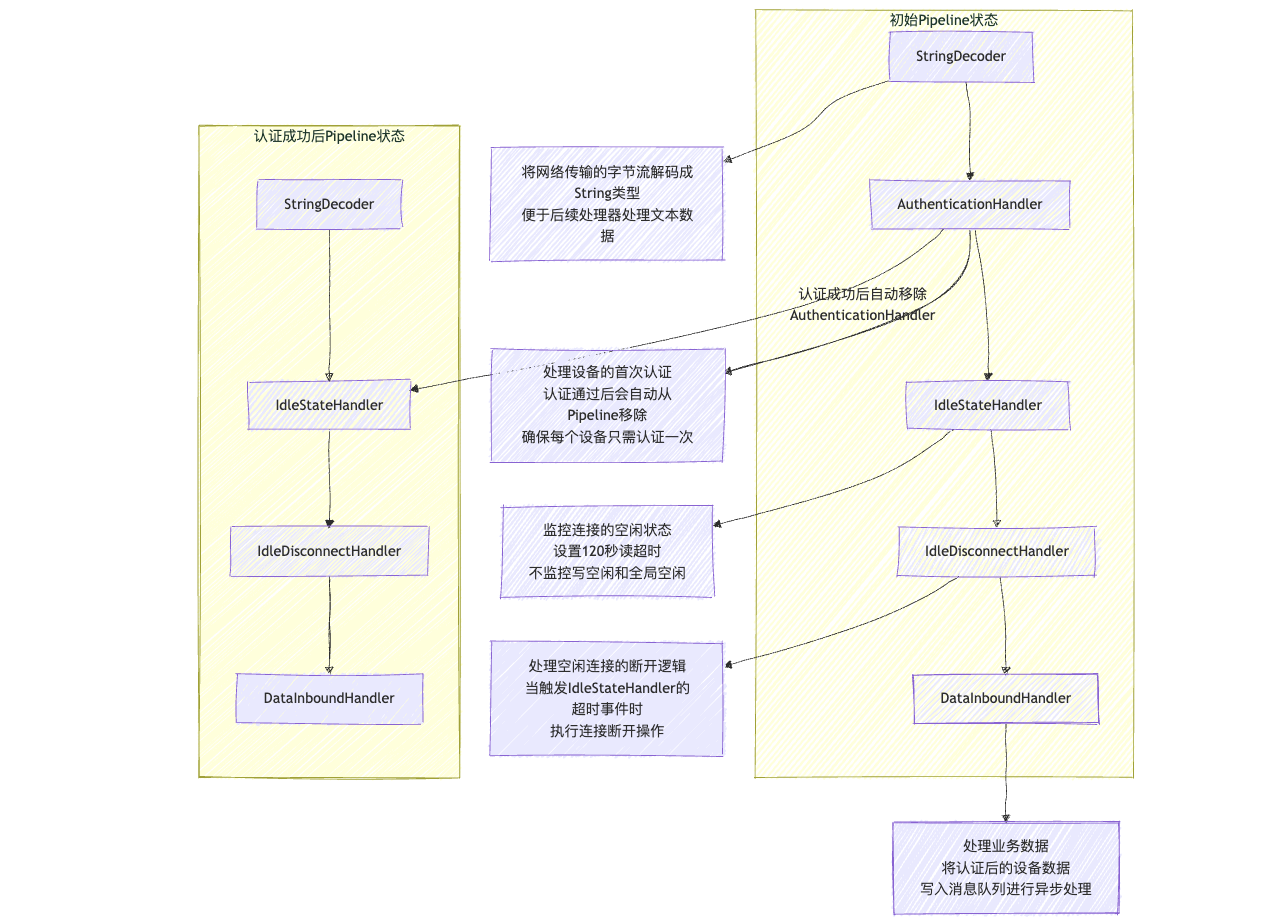 初始Pipeline状态
StringDecoder
认证成功后Pipeline状态
将网络传输的字节流解码成
String类型
便于后续处理器处理文本数
据
StringDecoder
AuthenticationHandler
认证成功后自动移除
AuthenticationHandler
处理设备的首次认证
认证通过后会自动从
Pipeline移除
确保每个设备只需认证一次
IdleStateHandler
IdleStateHandler
监控连接的空闲状态
设置120秒读超时
不监控写空闲和全局空闲
IdleDisconnectHandler
IdleDisconnectHandler
处理空闲连接的断开逻辑
当触发IdleStateHandler的
超时事件时
执行连接断开操作
DataInboundHandler
DataInboundHandler
处理业务数据
将认证后的设备数据
写入消息队列进行异步处理